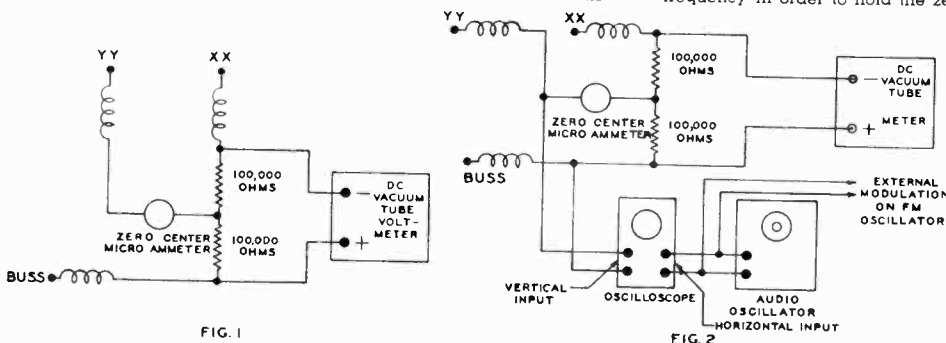 frequency in order to hold the ze
YY
XX
100,000
OHMS
ZERO CENTER
MICRO AMMETER
100,000
OHMS
DC
VACUUM
TUBE
VOLT-
METER
BUSS
FIG. 1
YY
XX
100,000
OHMS
ZERO CENTER
MICRO AMMETER
100,000
OHMS
DC
VACUUM
TUBE
METER
BUSS
EXTERNAL
MODULATION
ON FM
OSCILLATOR
VERTICAL
INPUT
OSCILLOSCOPE
AUDIO
OSCILLATOR
HORIZONTAL INPUT
FIG. 2